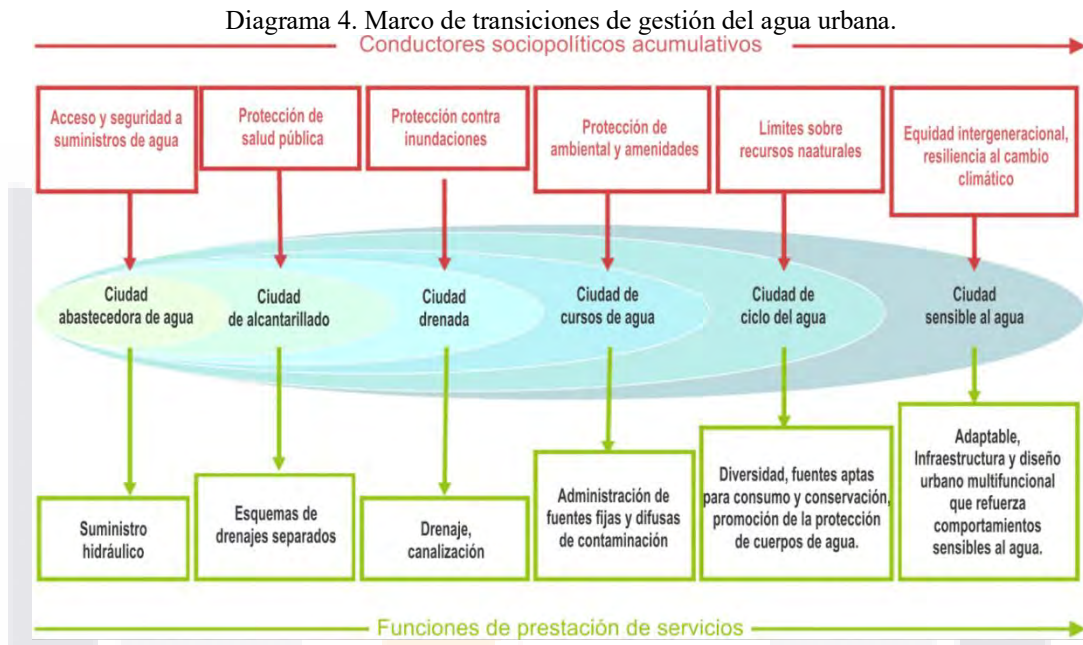 Diagrama 4. Marco de transiciones de gestión del agua urbana.
Conductores sociopolíticos acumulativos
Acceso y seguridad a
suministros de agua
Protección de
salud pública
Protección contra
inundaciones
Protección de
ambiental y amenidades
Limites sobre
recursos naaturales
Equidad intergeneracional,
resiliencia al cambio
climático
Ciudad
abastecedora de agua
Ciudad
de alcantarillado
Ciudad
drenada
Ciudad de
cursos de agua
Ciudad de
ciclo del agua
Ciudad
sensible al agua
Suministro
hidráulico
Esquemas de
drenajes separados
Drenaje,
canalización
Administración de
fuentes fijas y difusas
de contaminación
Diversidad, fuentes aptas
para consumo y conservación,
promoción de la protección
de cuerpos de agua.
Adaptable,
Infraestructura y diseño
urbano multifuncional
que refuerza
comportamientos
sensibles al agua.
Funciones de prestación de servicios